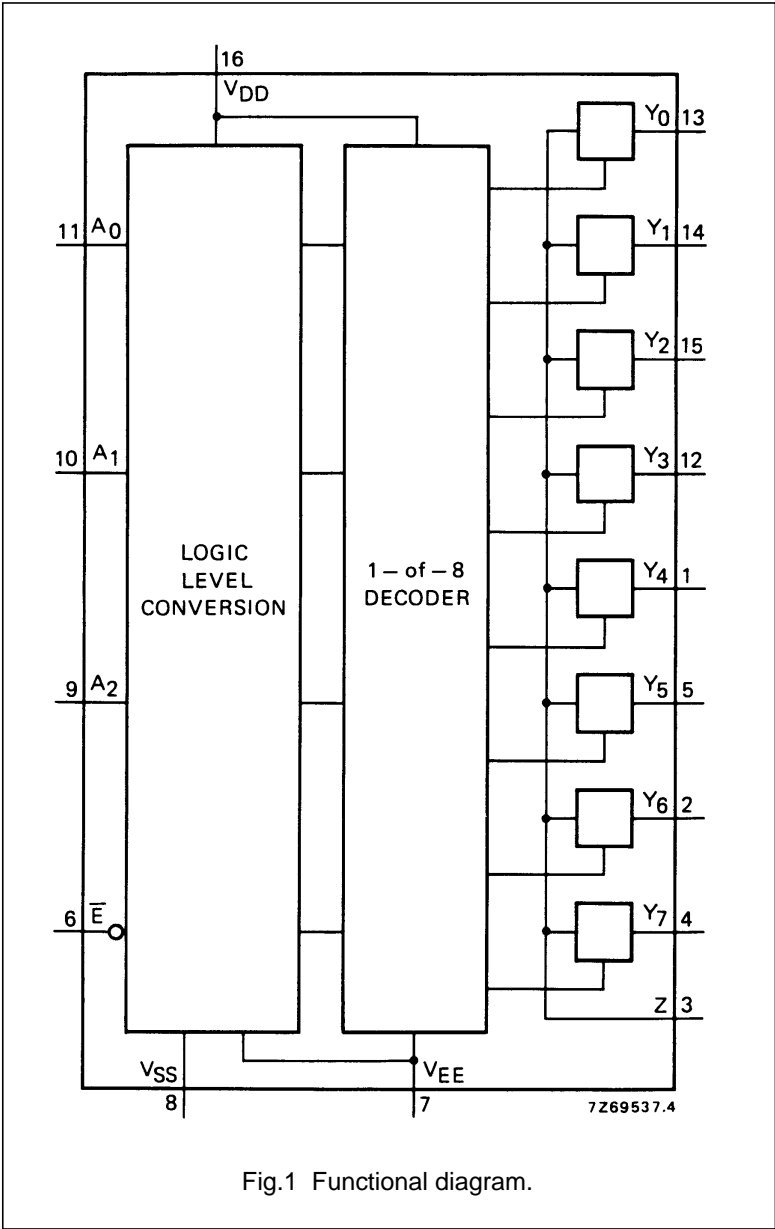 16
VDD
Y0 13
11 A0
Y1 14
Y2 15
10 A1
Y3 12
LOGIC
LEVEL
CONVERSION
1 – of – 8
DECODER
Y4 1
9 A2
Y5 5
Y6 2
6 E̅
Y7 4
Z 3
VSS
VEE
8
7
7Z69537.4
Fig.1 Functional diagram.